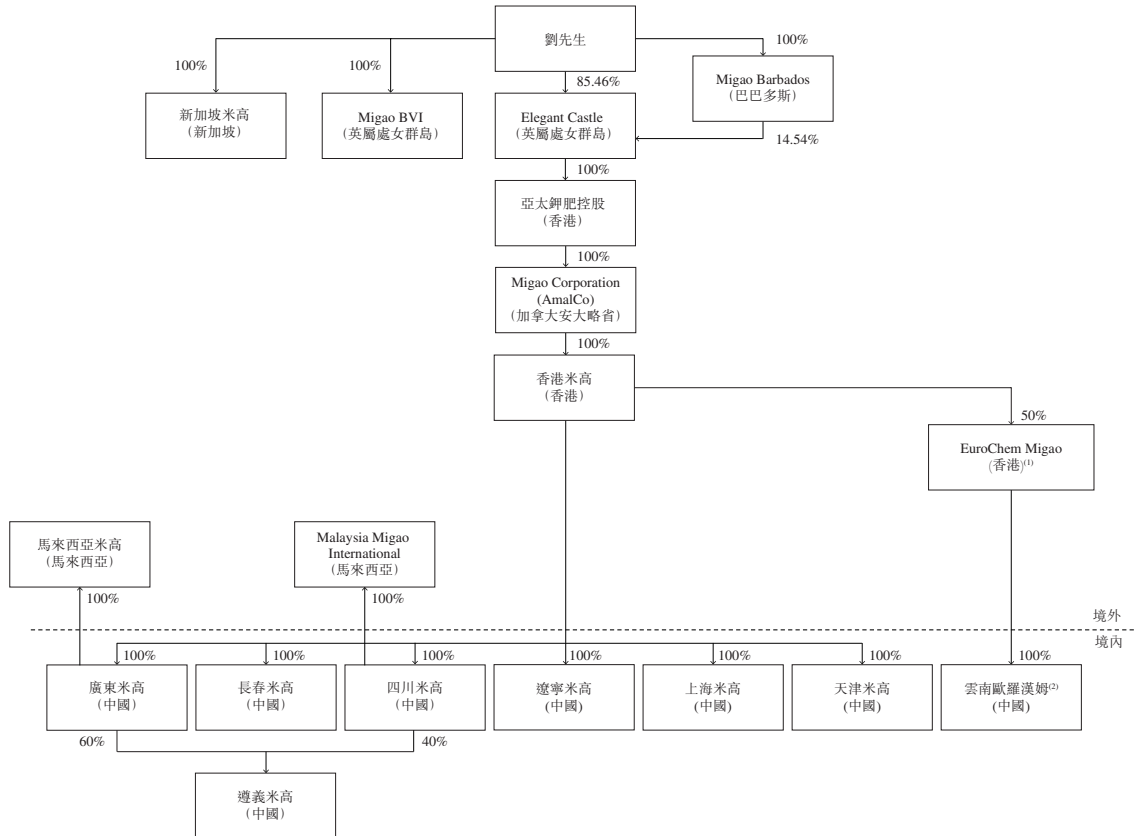 劉先生
100%
100%
100%
85.46%
新加坡米高
(新加坡)
Migao BVI
(英屬處女群島)
Elegant Castle
(英屬處女群島)
Migao Barbados
(巴巴多斯)
14.54%
100%
亞太鉀肥控股
(香港)
100%
Migao Corporation
(AmalCo)
(加拿大安大略省)
100%
香港米高
(香港)
50%
EuroChem Migao
(香港)(1)
馬來西亞米高
(馬來西亞)
Malaysia Migao
International
(馬來西亞)
100%
100%
境外
境內
100%
100%
100%
100%
100%
100%
100%
廣東米高
(中國)
長春米高
(中國)
四川米高
(中國)
遼寧米高
(中國)
上海米高
(中國)
天津米高
(中國)
雲南歐羅漢姆(2)
(中國)
60%
40%
遵義米高
(中國)